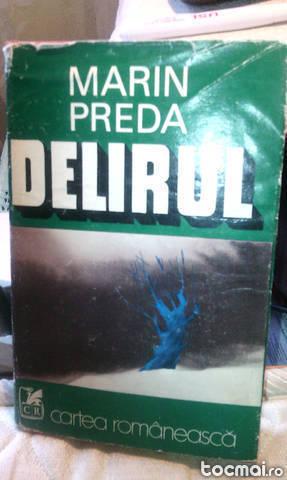 MARIN
PREDA
DELIRUL
CR
cartea românească
tocmai.ro